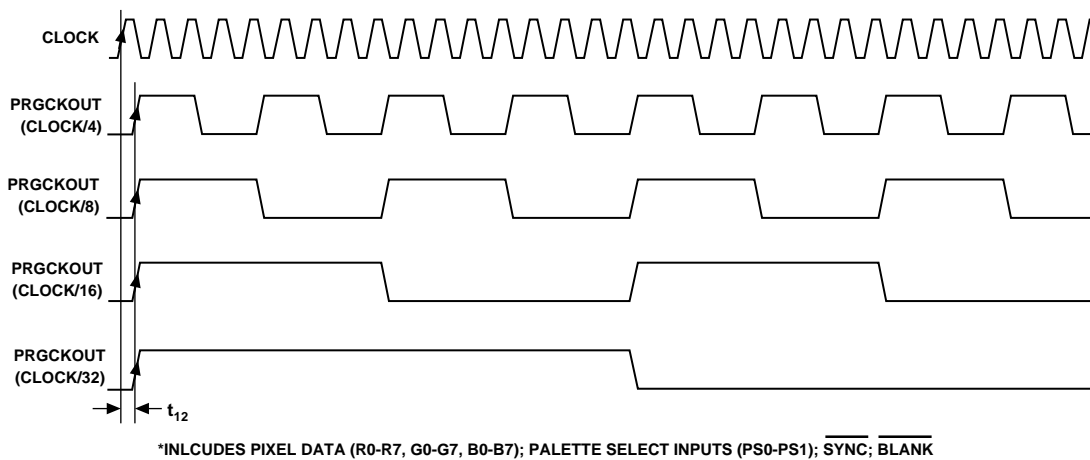 CLOCK
PRGCKOUT
(CLOCK/4)
PRGCKOUT
(CLOCK/8)
PRGCKOUT
(CLOCK/16)
PRGCKOUT
(CLOCK/32)
t12
*INLCUDES PIXEL DATA (R0-R7, G0-G7, B0-B7); PALETTE SELECT INPUTS (PS0-PS1); SYNC; BLANK